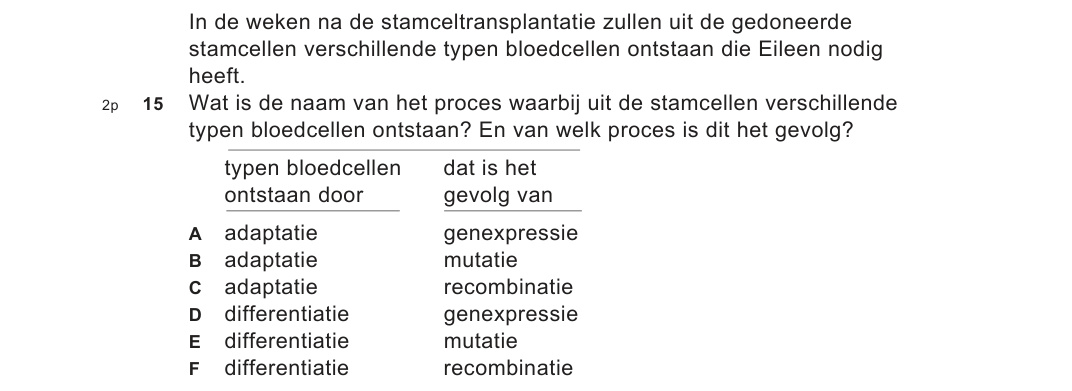 In de weken na de stamceltransplantatie zullen uit de gedoneerde
stamcellen verschillende typen bloedcellen ontstaan die Eileen nodig
heeft.
2p 15 Wat is de naam van het proces waarbij uit de stamcellen verschillende
typen bloedcellen ontstaan? En van welk proces is dit het gevolg?
typen bloedcellen dat is het
ontstaan door gevolg van
A adaptatie genexpressie
B adaptatie mutatie
C adaptatie recombinatie
D differentiatie genexpressie
E differentiatie mutatie
F differentiatie recombinatie